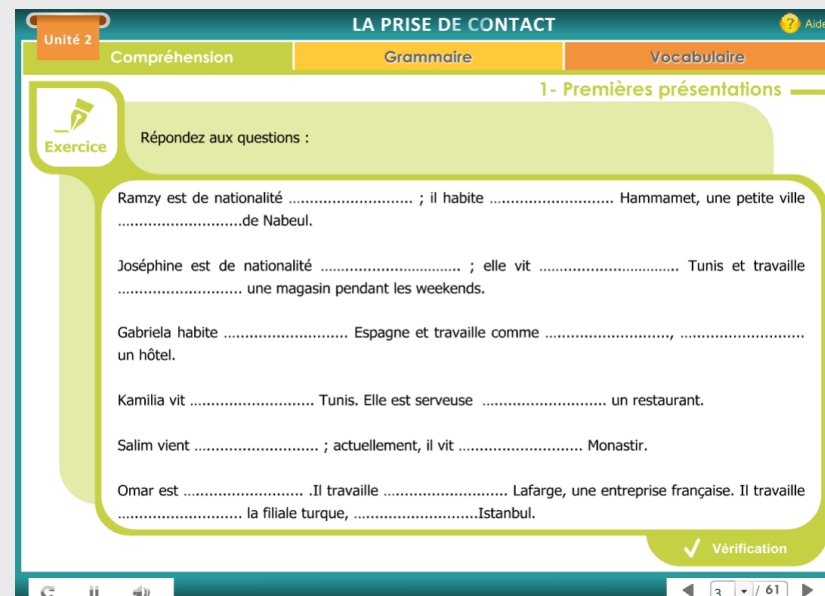 Unité 2
LA PRISE DE CONTACT
? Aide
Compréhension
Grammaire
Vocabulaire
1- Premières présentations
Exercice
Répondez aux questions :
Ramzy est de nationalité ............................. ; il habite ............................. Hammamet, une petite ville
.............................de Nabeul.
Joséphine est de nationalité ................................ ; elle vit ................................ Tunis et travaille
............................. une magasin pendant les weekends.
Gabriela habite ............................. Espagne et travaille comme ............................., .............................
un hôtel.
Kamilia vit ............................. Tunis. Elle est serveuse ............................. un restaurant.
Salim vient ............................. ; actuellement, il vit ............................. Monastir.
Omar est ............................ .Il travaille ............................. Lafarge, une entreprise française. Il travaille
............................. la filiale turque, .............................Istanbul.
Vérification
3 / 61